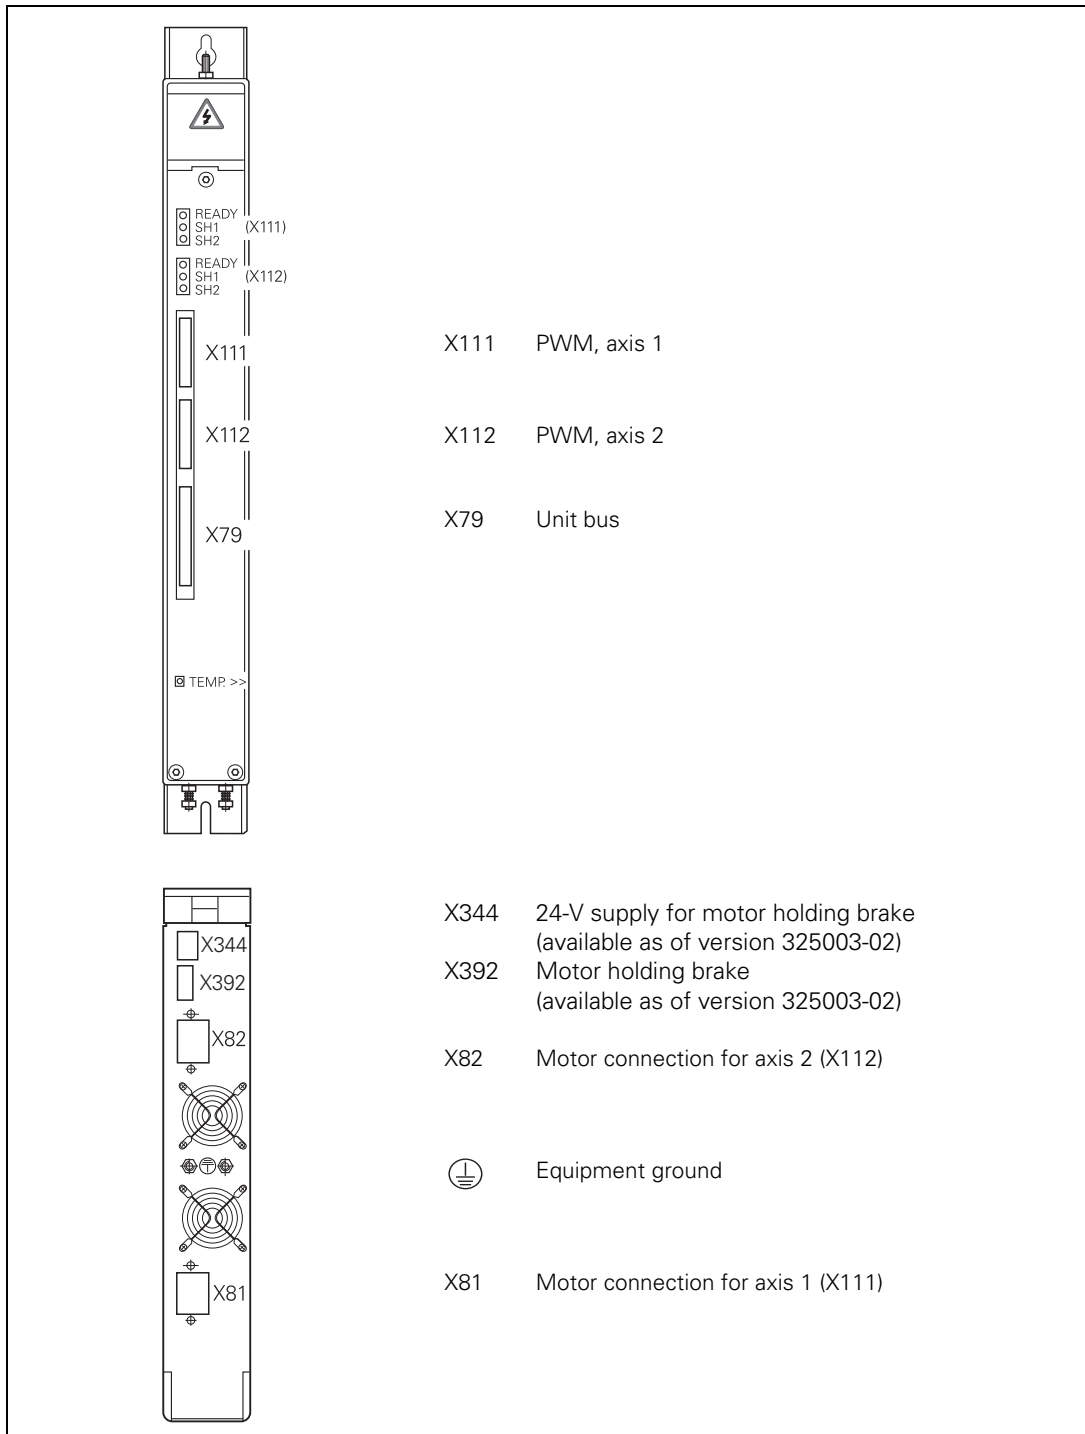 READY
SH1 (X111)
SH2
READY
SH1 (X112)
SH2
X111
X112
X79
TEMP. >>
X111 PWM, axis 1
X112 PWM, axis 2
X79 Unit bus
X344
X392
X82
X81
X344 24-V supply for motor holding brake
(available as of version 325003-02)
X392 Motor holding brake
(available as of version 325003-02)
X82 Motor connection for axis 2 (X112)
Equipment ground
X81 Motor connection for axis 1 (X111)